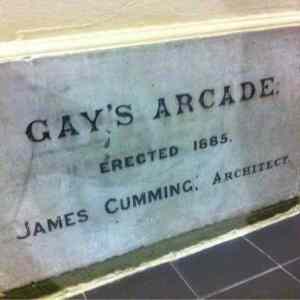 GAY'S ARCADE.
ERECTED 1885.
JAMES CUMMING, ARCHITECT.